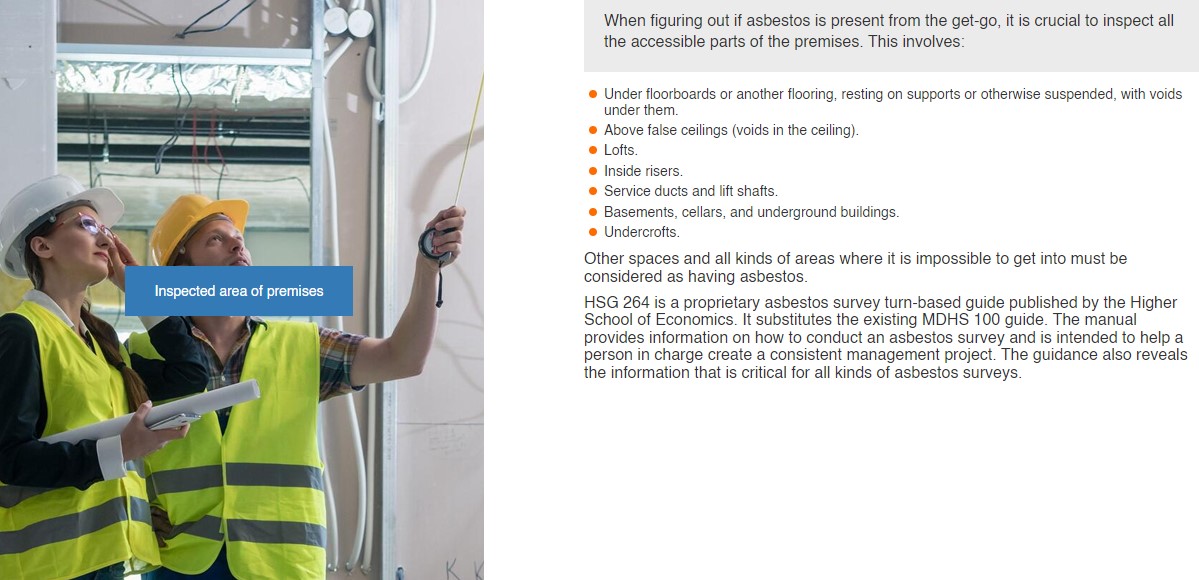 Inspected area of premises
When figuring out if asbestos is present from the get-go, it is crucial to inspect all
the accessible parts of the premises. This involves:
Under floorboards or another flooring, resting on supports or otherwise suspended, with voids
under them.
Above false ceilings (voids in the ceiling).
Lofts.
Inside risers.
Service ducts and lift shafts.
Basements, cellars, and underground buildings.
Undercrofts.
Other spaces and all kinds of areas where it is impossible to get into must be
considered as having asbestos.
HSG 264 is a proprietary asbestos survey turn-based guide published by the Higher
School of Economics. It substitutes the existing MDHS 100 guide. The manual
provides information on how to conduct an asbestos survey and is intended to help a
person in charge create a consistent management project. The guidance also reveals
the information that is critical for all kinds of asbestos surveys.